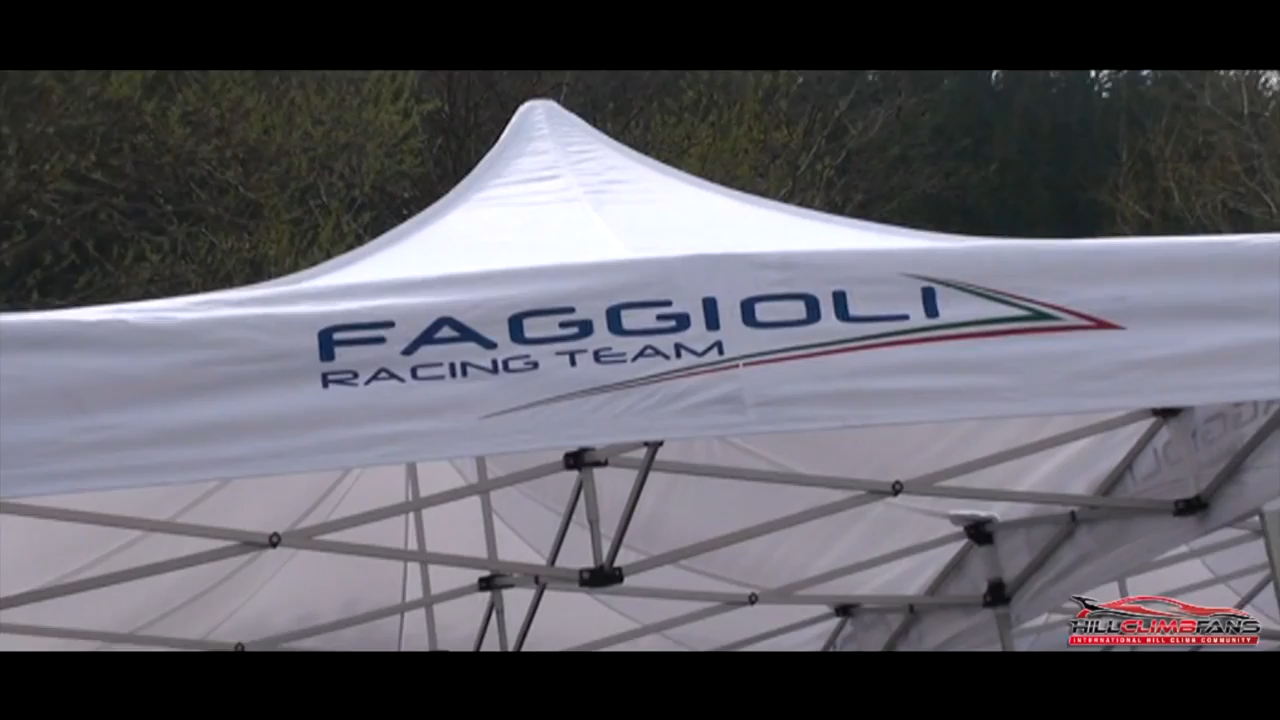 FAGGIOLI
RACING TEAM
HILLCLIMBFANS
INTERNATIONAL HILL CLIMB COMMUNITY